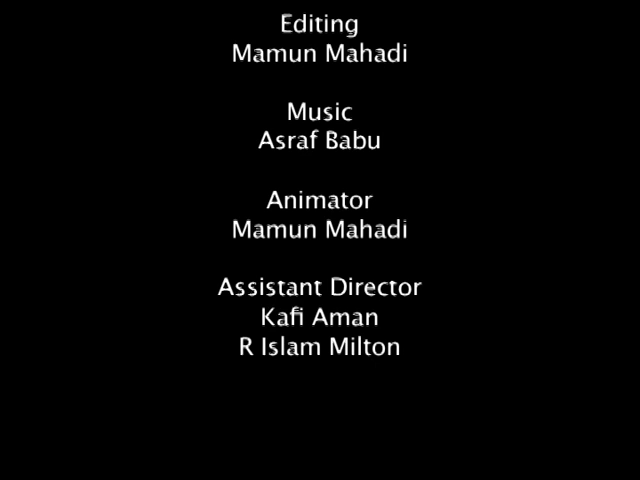 Editing
Mamun Mahadi
Music
Asraf Babu
Animator
Mamun Mahadi
Assistant Director
Kafi Aman
R Islam Milton